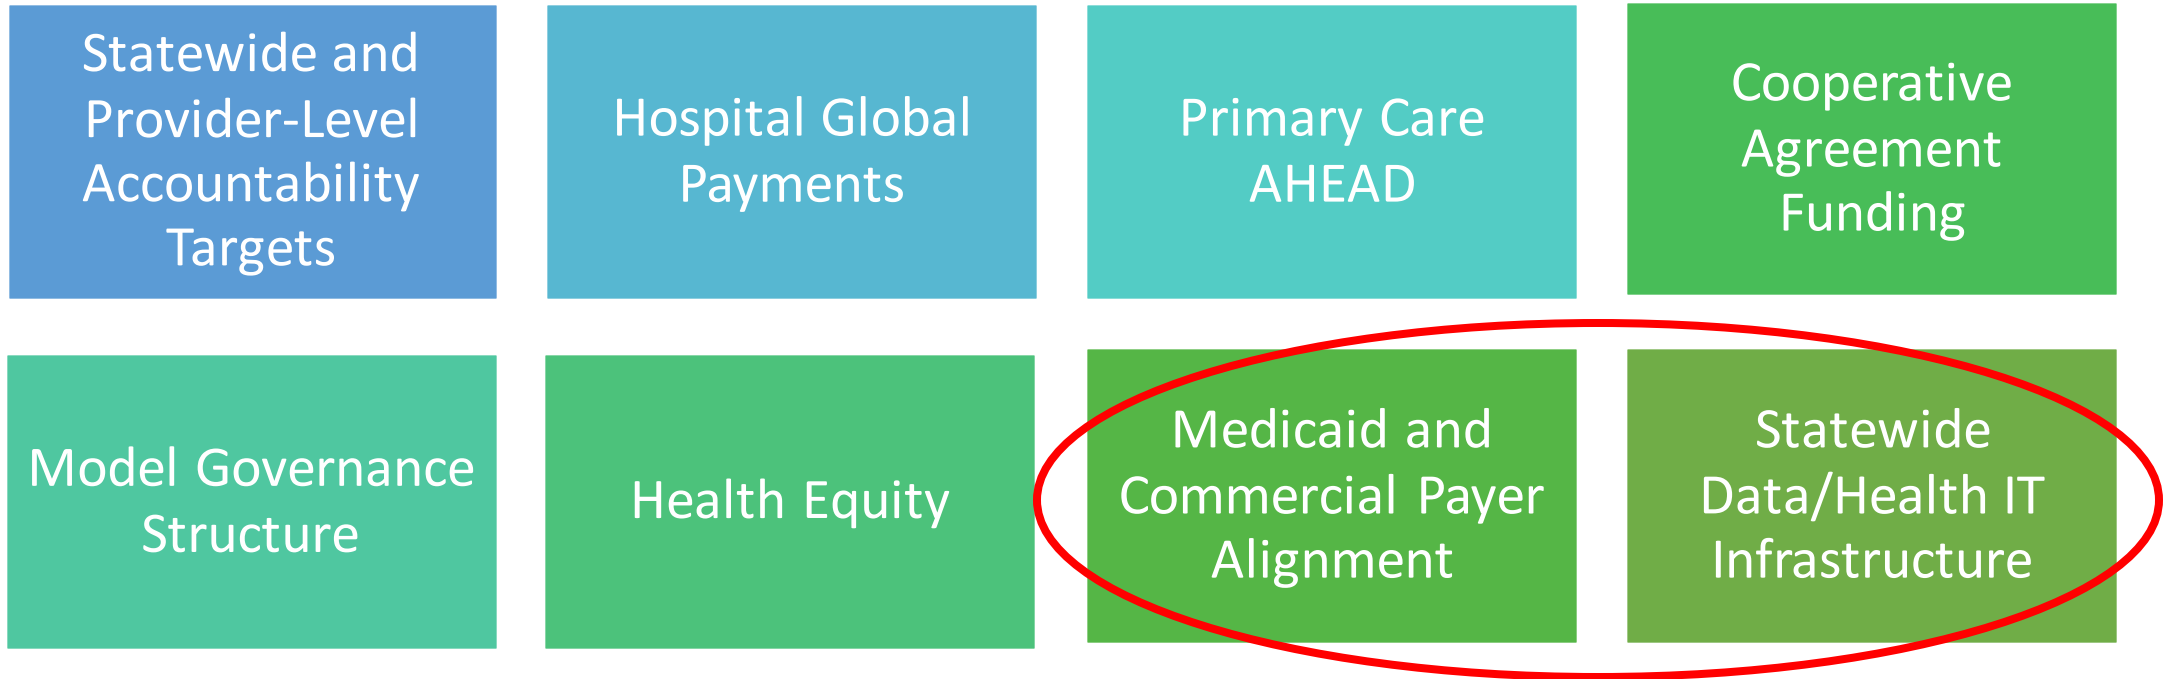 Statewide and
Provider-Level
Accountability
Targets
Hospital Global
Payments
Primary Care
AHEAD
Cooperative
Agreement
Funding
Model Governance
Structure
Health Equity
Medicaid and
Commercial Payer
Alignment
Statewide
Data/Health IT
Infrastructure